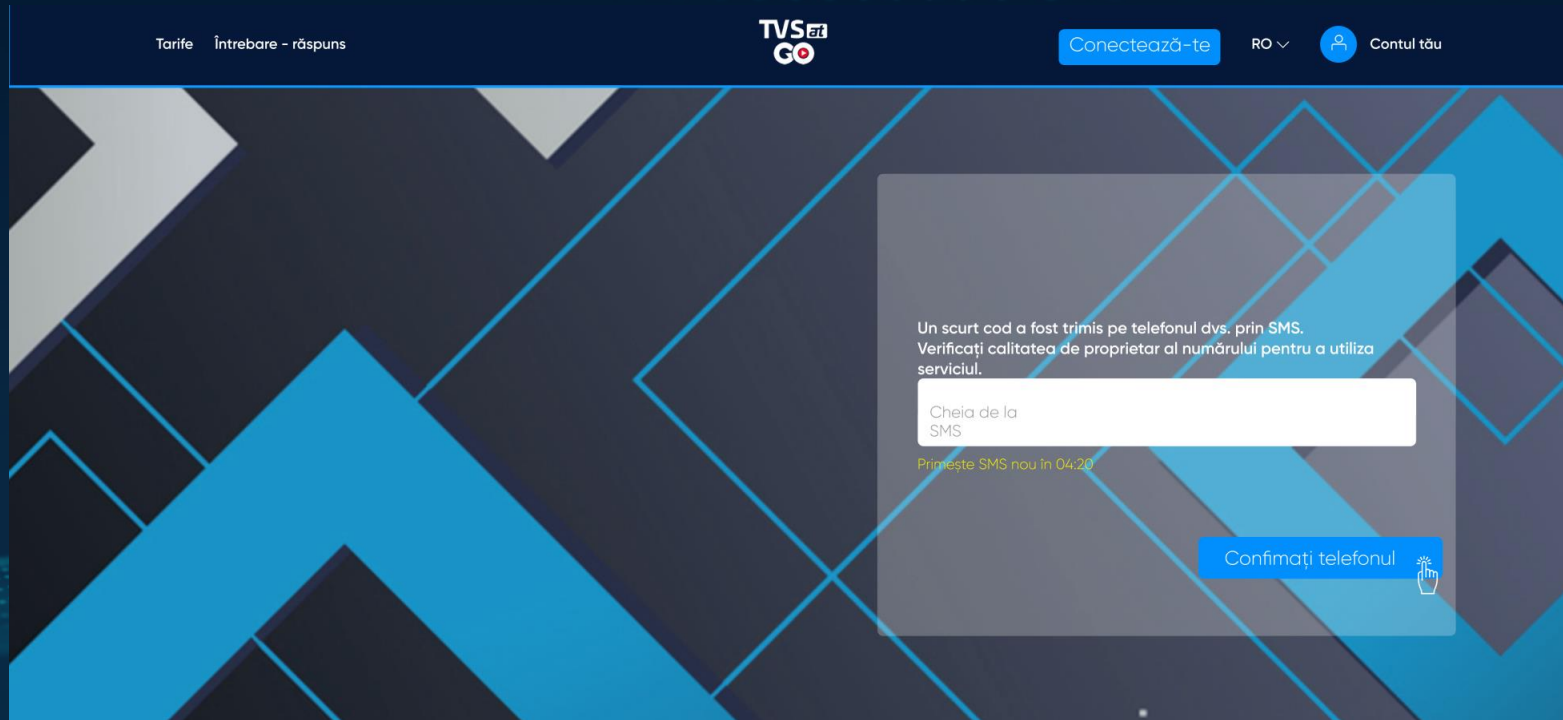 Tarife Întrebare - răspuns
TVSat
GO
Conectează-te
RO
Contul tău
Un scurt cod a fost trimis pe telefonul dvs. prin SMS.
Verificați calitatea de proprietar al numărului pentru a utiliza
serviciul.
Cheia de la
SMS
Primește SMS nou în 04:20
Confimați telefonul